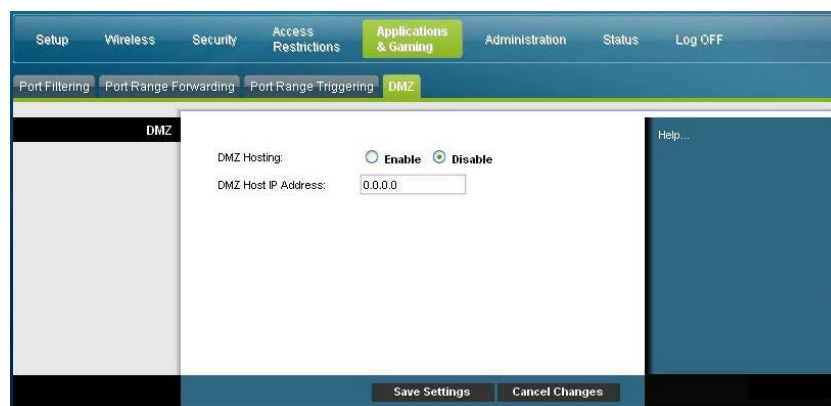 Setup Wireless Security Access Restrictions Applications & Gaming Administration Status Log OFF
Port Filtering Port Range Forwarding Port Range Triggering DMZ
DMZ
Help...
DMZ Hosting: Enable Disable
DMZ Host IP Address: 0.0.0.0
Save Settings Cancel Changes